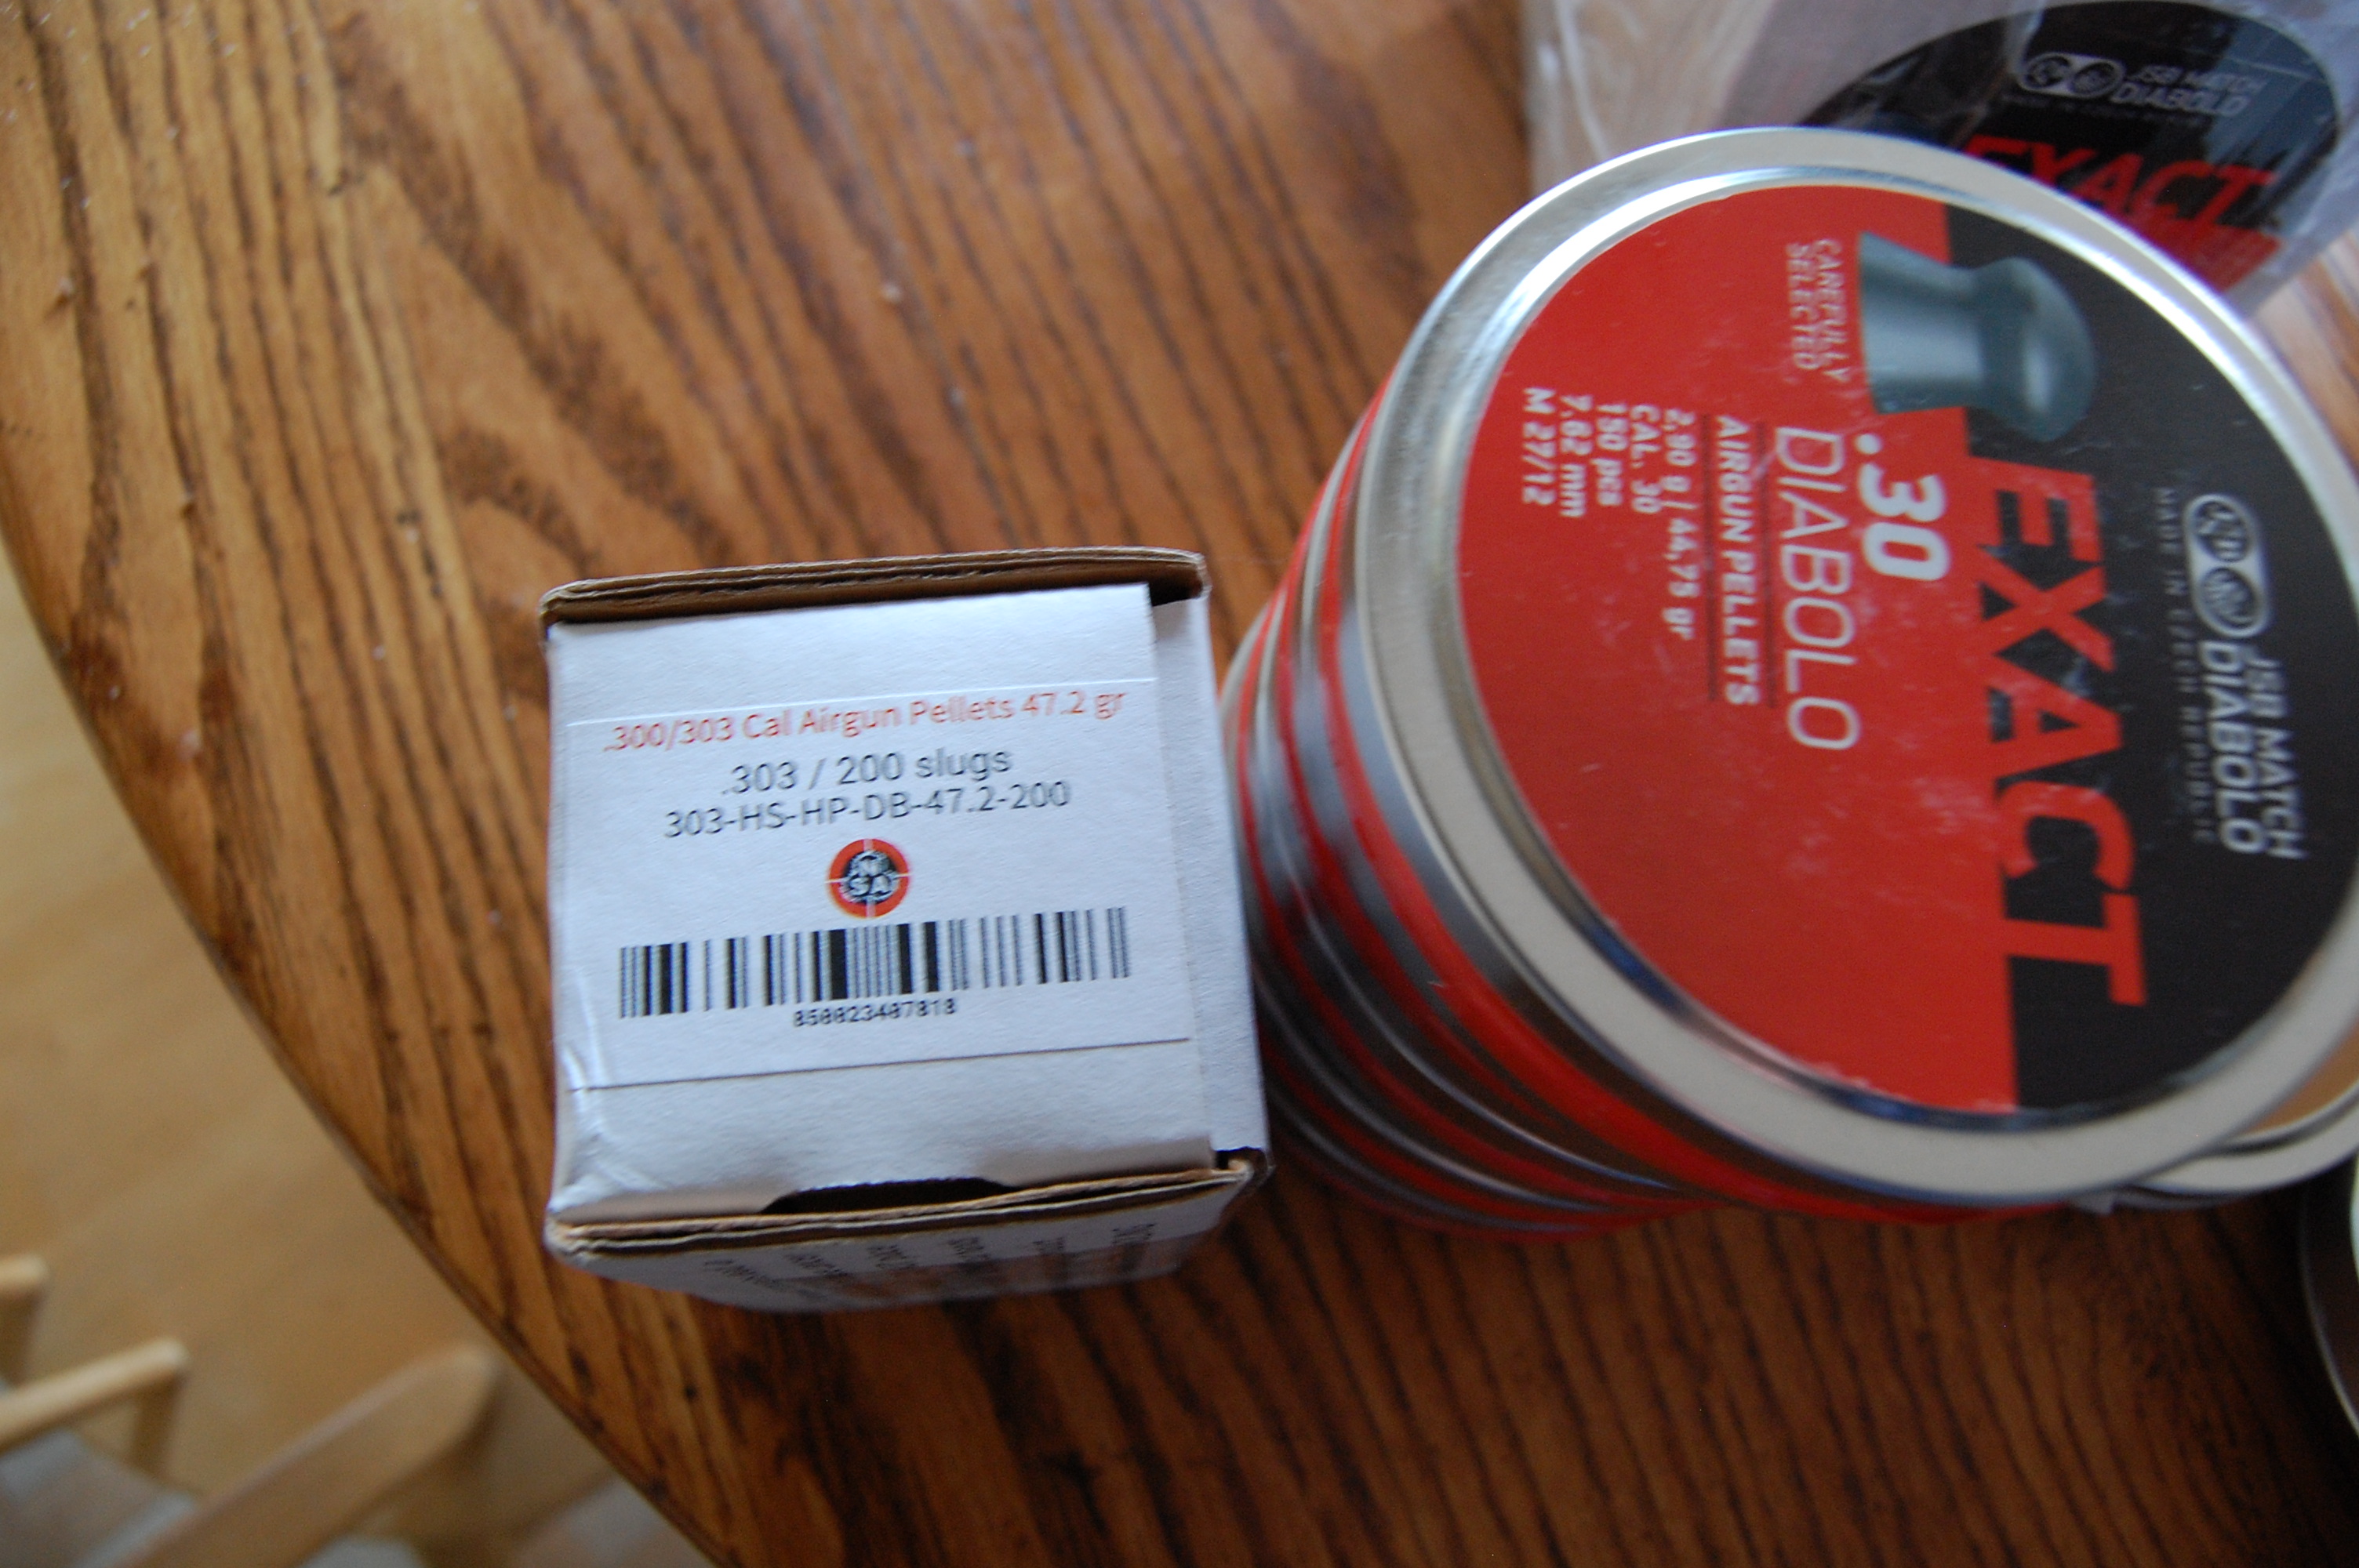 .300/303 Cal Airgun Pellets 47.2 gr
.303 / 200 slugs
303-HS-HP-DB-47.2-200
N
SA
850023407818
JSB MATCH
DIABOLO
MADE IN CZECH REPUBLIC
EXACT
.30
DIABOLO
AIRGUN PELLETS
2,90 g | 44,75 gr
CAL. 30
150 pcs
7.62 mm
M 27/12
CAREFULLY
SELECTED
JSB MATCH
DIABOLO
EXACT